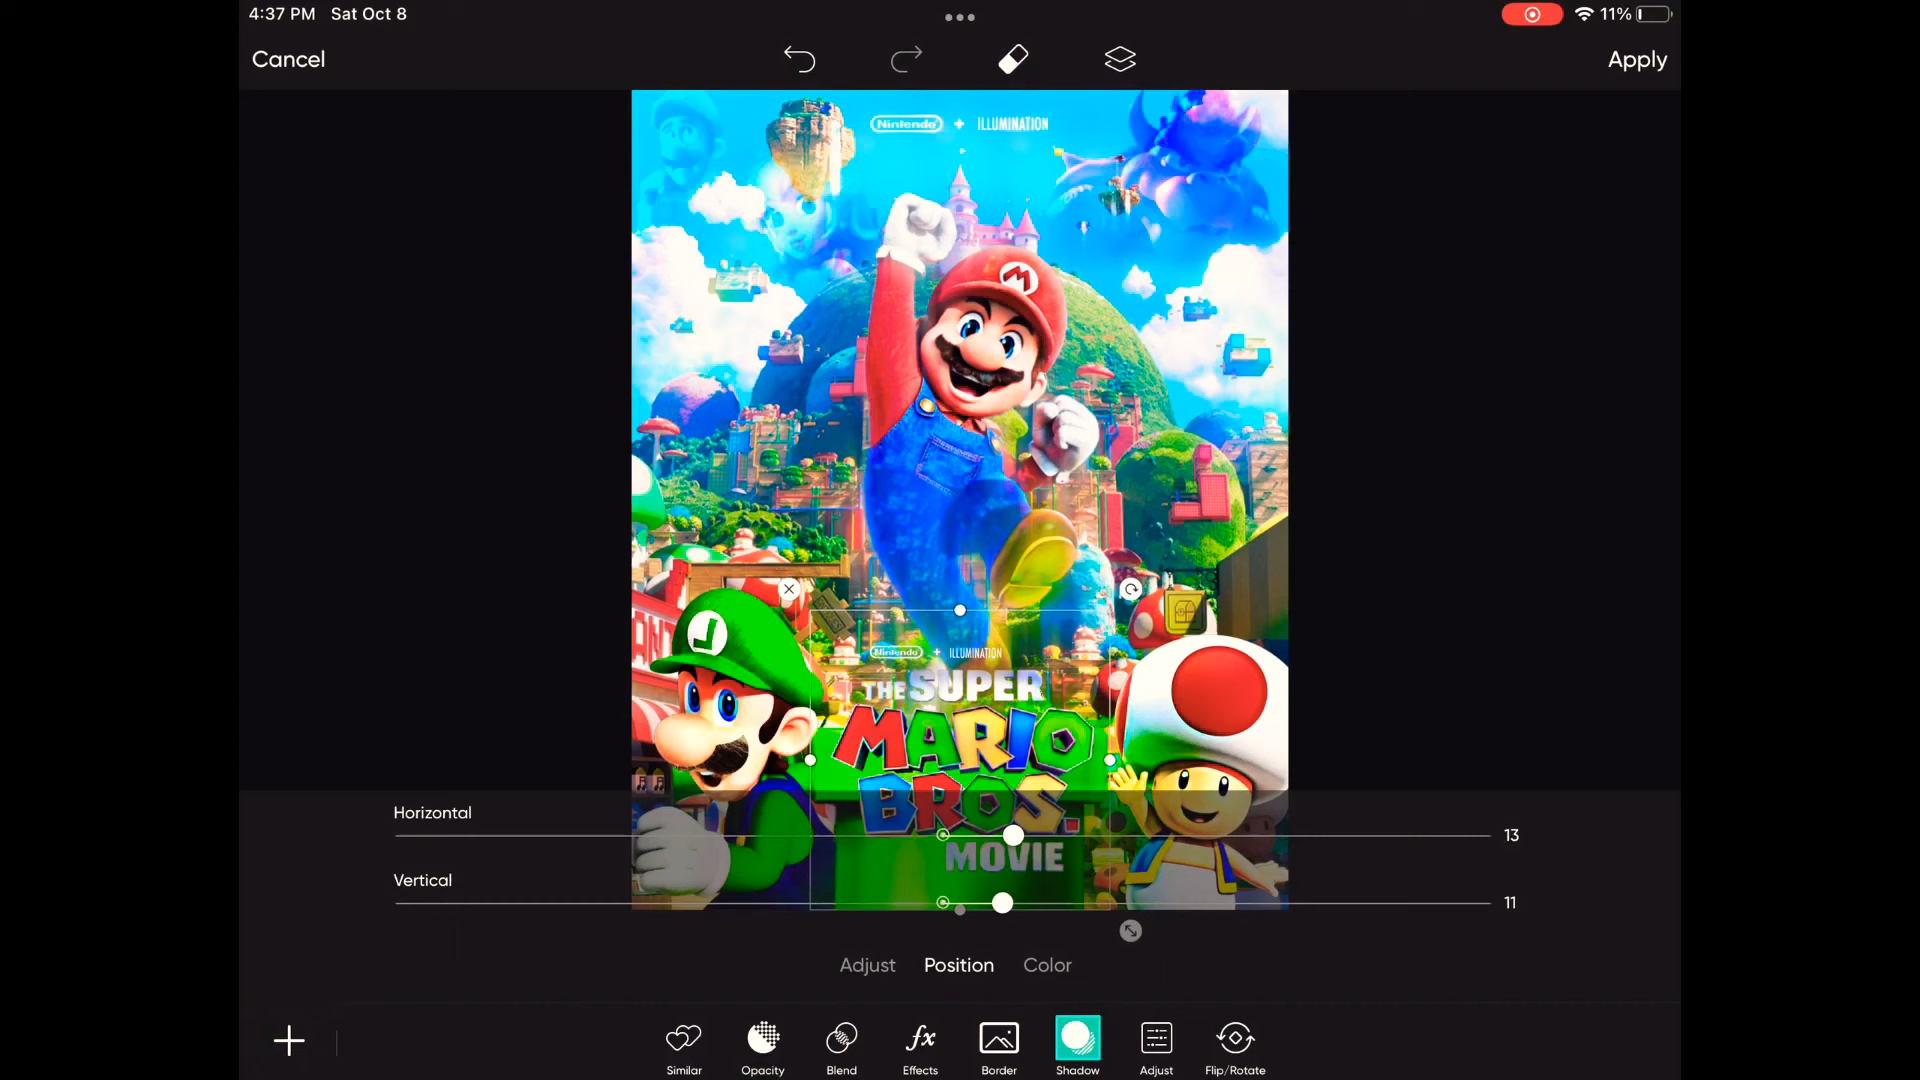 4:37 PM Sat Oct 8
11%
Cancel
Apply
Nintendo + ILLUMINATION
M
L
Nintendo + ILLUMINATION
THE SUPER
MARIO
BROS.
MOVIE
Horizontal
13
Vertical
11
Adjust Position Color
fx
Similar Opacity Blend Effects Border Shadow Adjust Flip/Rotate